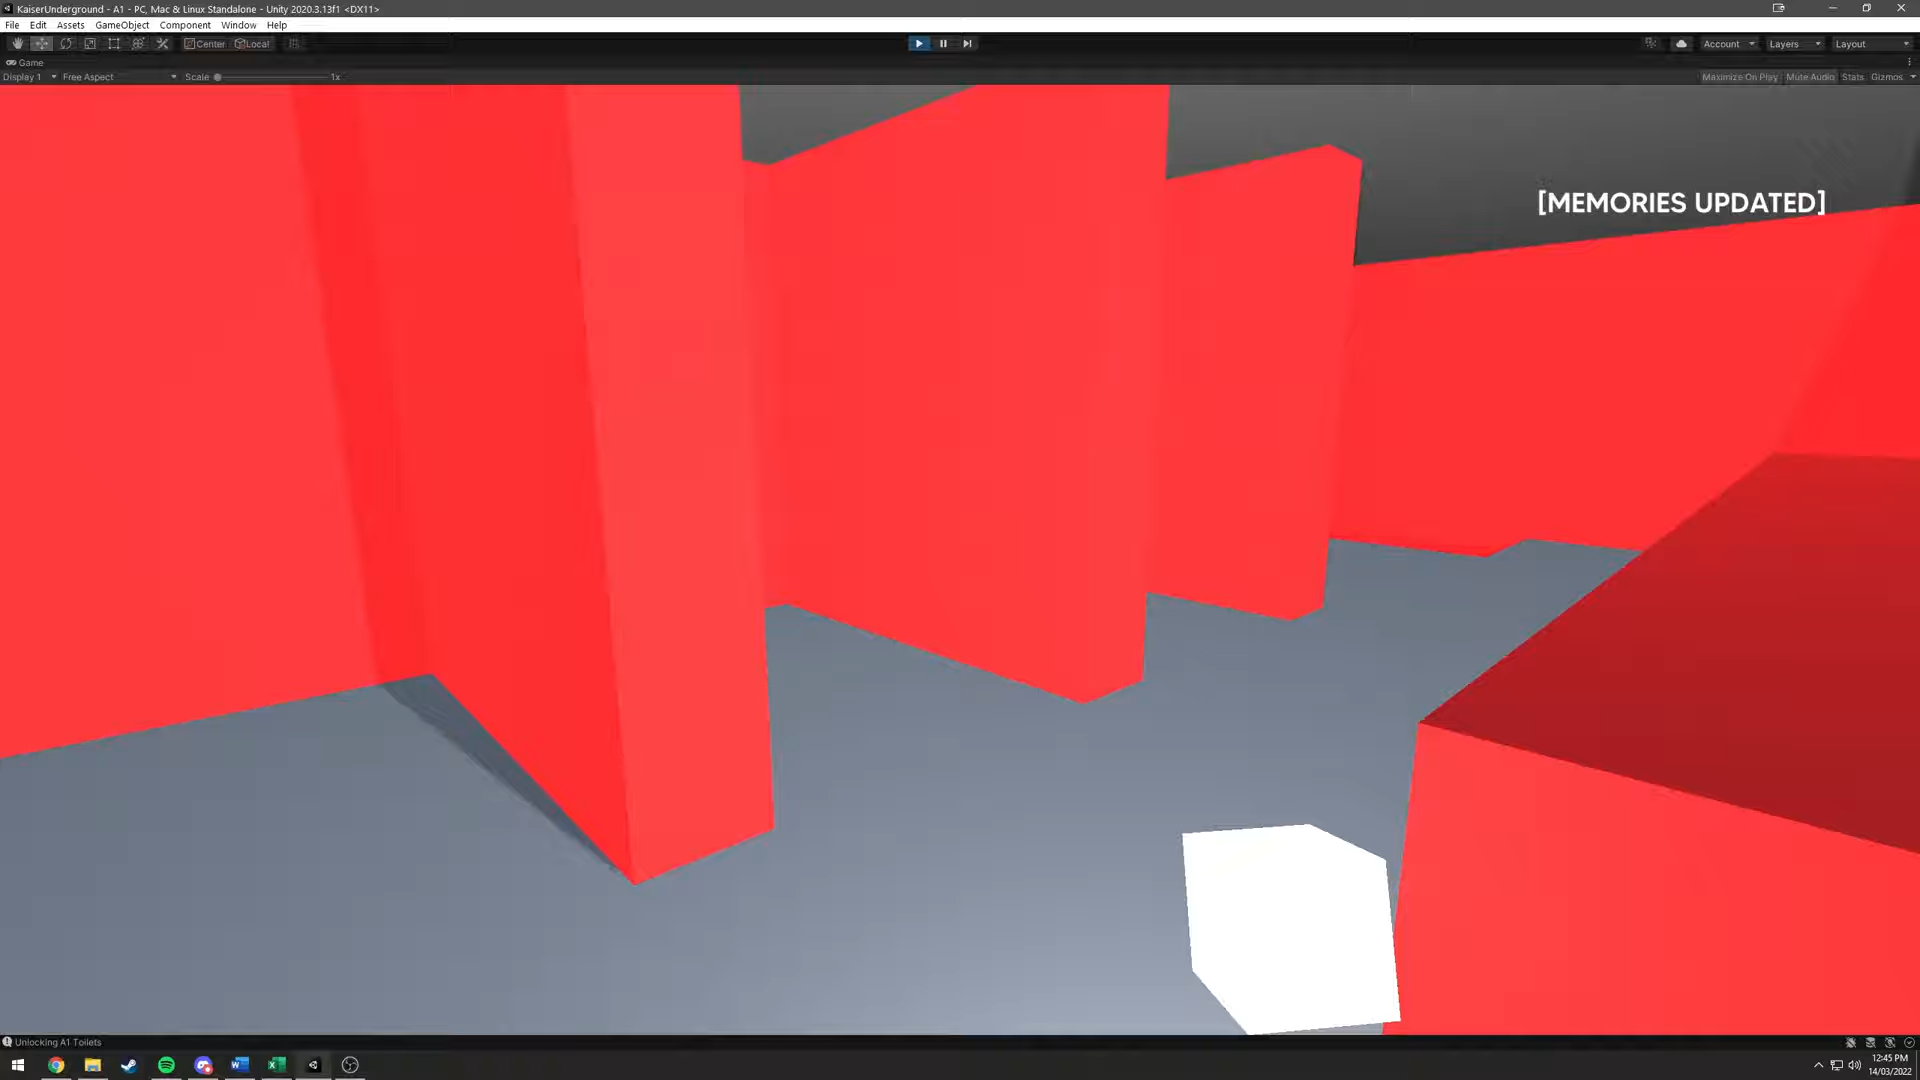 KaiserUnderground - A1 - PC, Mac & Linux Standalone - Unity 2020.3.13f1 <DX11>
File Edit Assets GameObject Component Window Help
Center Local Account Layers Layout
Game
Display 1 Free Aspect Scale 1x Maximize On Play Mute Audio Stats Gizmos
[MEMORIES UPDATED]
Unlocking A1 Toilets
12:45 PM
14/03/2022